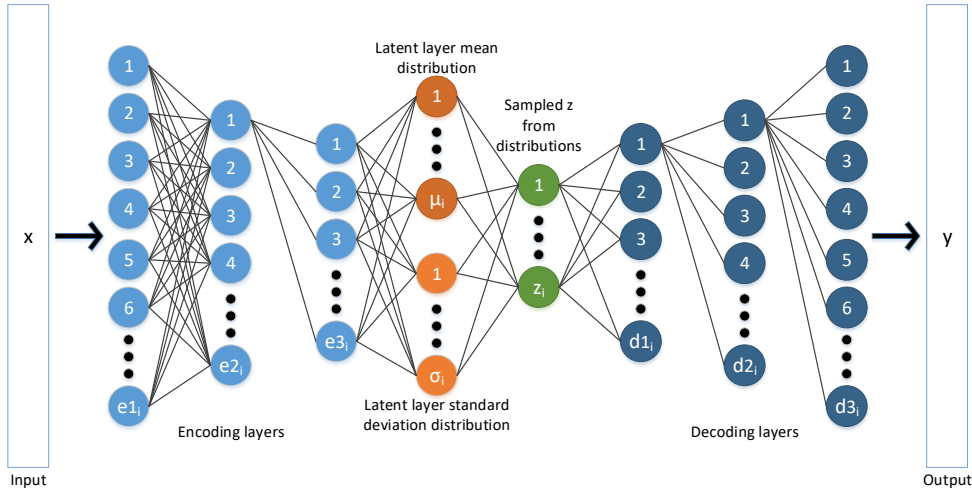 x
Input
1
2
3
4
5
6
e1i
1
2
3
4
e2i
Encoding layers
1
2
3
e3i
Latent layer mean
distribution
1
μi
1
σi
Latent layer standard
deviation distribution
Sampled z
from
distributions
1
zi
1
2
3
d1i
1
2
3
4
d2i
Decoding layers
1
2
3
4
5
6
d3i
y
Output